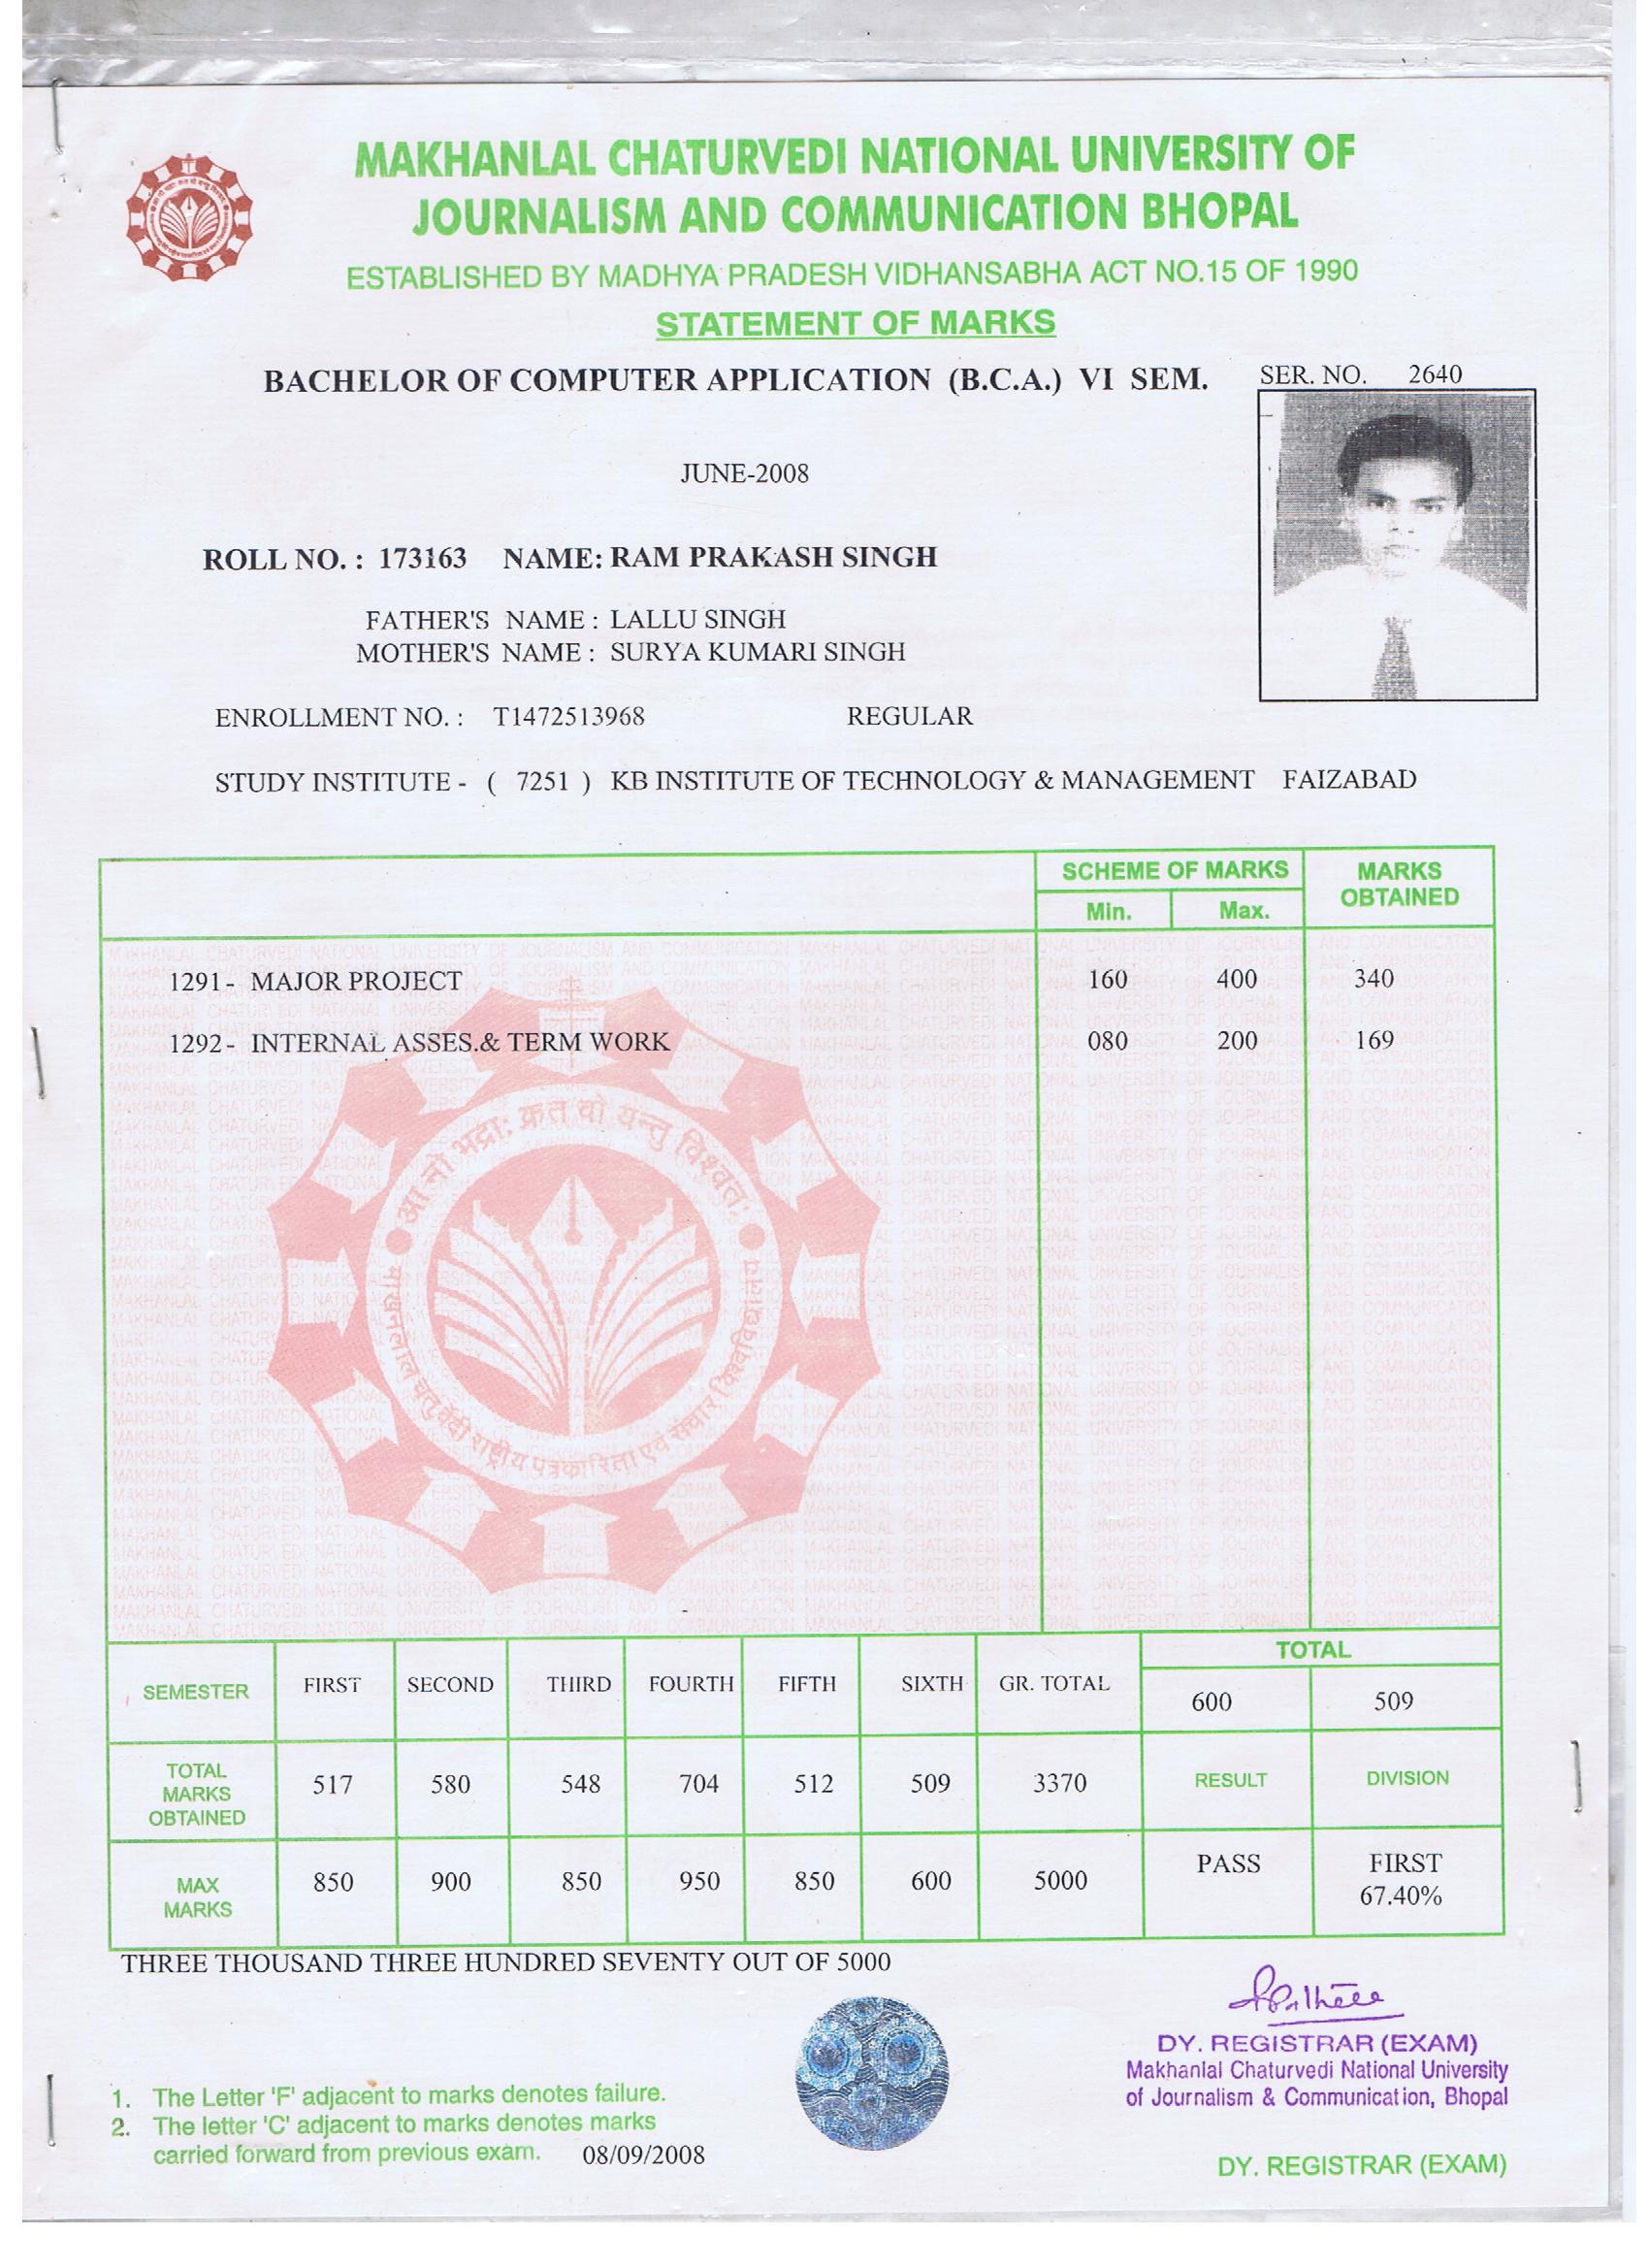 MAKHANLAL CHATURVEDI NATIONAL UNIVERSITY OF
JOURNALISM AND COMMUNICATION BHOPAL
ESTABLISHED BY MADHYA PRADESH VIDHANSABHA ACT NO.15 OF 1990
STATEMENT OF MARKS
BACHELOR OF COMPUTER APPLICATION (B.C.A.) VI SEM.
SER. NO. 2640
JUNE-2008
ROLL NO. : 173163 NAME: RAM PRAKASH SINGH
FATHER'S NAME : LALLU SINGH
MOTHER'S NAME : SURYA KUMARI SINGH
ENROLLMENT NO. : T1472513968 REGULAR
STUDY INSTITUTE - ( 7251 ) KB INSTITUTE OF TECHNOLOGY & MANAGEMENT FAIZABAD
SCHEME OF MARKS MARKS OBTAINED
Min. Max.
1291- MAJOR PROJECT 160 400 340
1292- INTERNAL ASSES.& TERM WORK 080 200 169
आ नो भद्राः क्रतवो यन्तु विश्वतः
माखनलाल चतुर्वेदी राष्ट्रीय पत्रकारिता एवं संचार विश्वविद्यालय
TOTAL
SEMESTER FIRST SECOND THIRD FOURTH FIFTH SIXTH GR. TOTAL 600 509
TOTAL MARKS OBTAINED 517 580 548 704 512 509 3370 RESULT DIVISION
MAX MARKS 850 900 850 950 850 600 5000 PASS FIRST 67.40%
THREE THOUSAND THREE HUNDRED SEVENTY OUT OF 5000
DY. REGISTRAR (EXAM)
Makhanlal Chaturvedi National University
of Journalism & Communication, Bhopal
1. The Letter 'F' adjacent to marks denotes failure.
2. The letter 'C' adjacent to marks denotes marks
carried forward from previous exam. 08/09/2008
DY. REGISTRAR (EXAM)